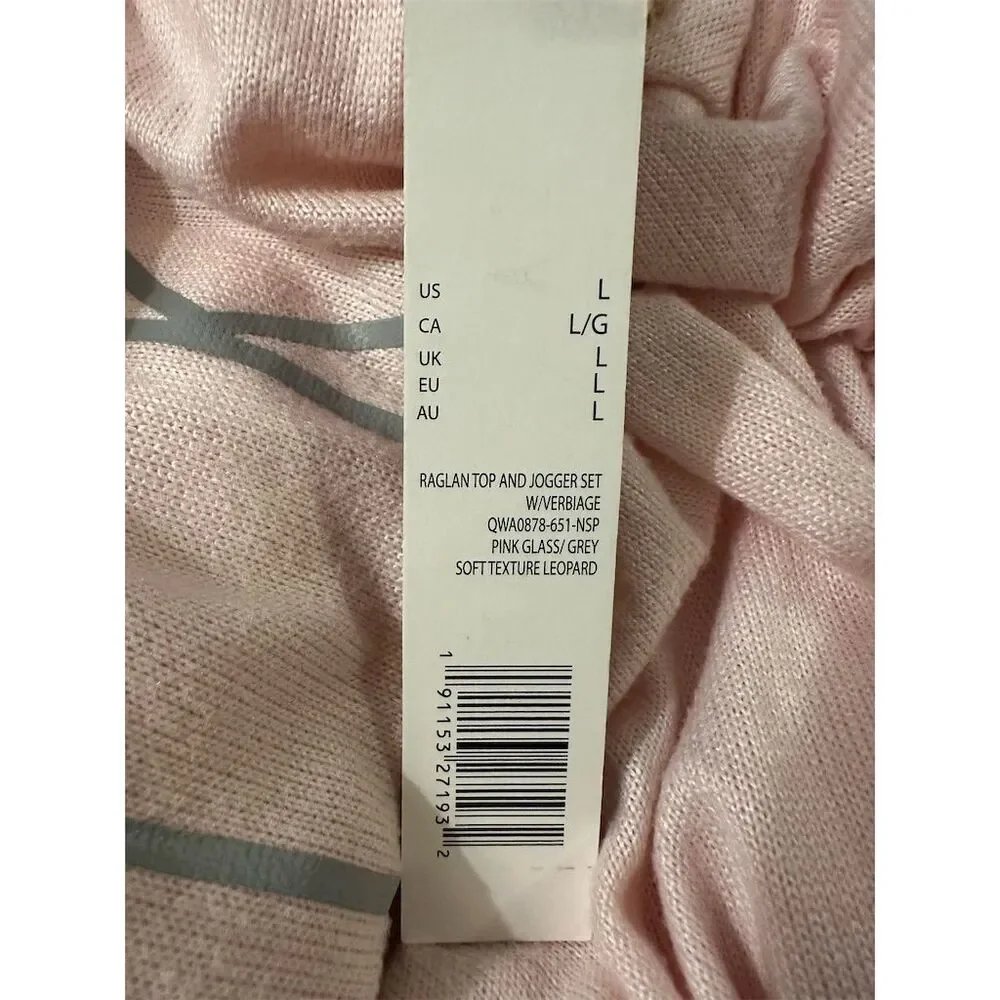 US L
CA L/G
UK L
EU L
AU L
RAGLAN TOP AND JOGGER SET
W/VERBIAGE
QWA0878-651-NSP
PINK GLASS/ GREY
SOFT TEXTURE LEOPARD
1 91153 27193 2